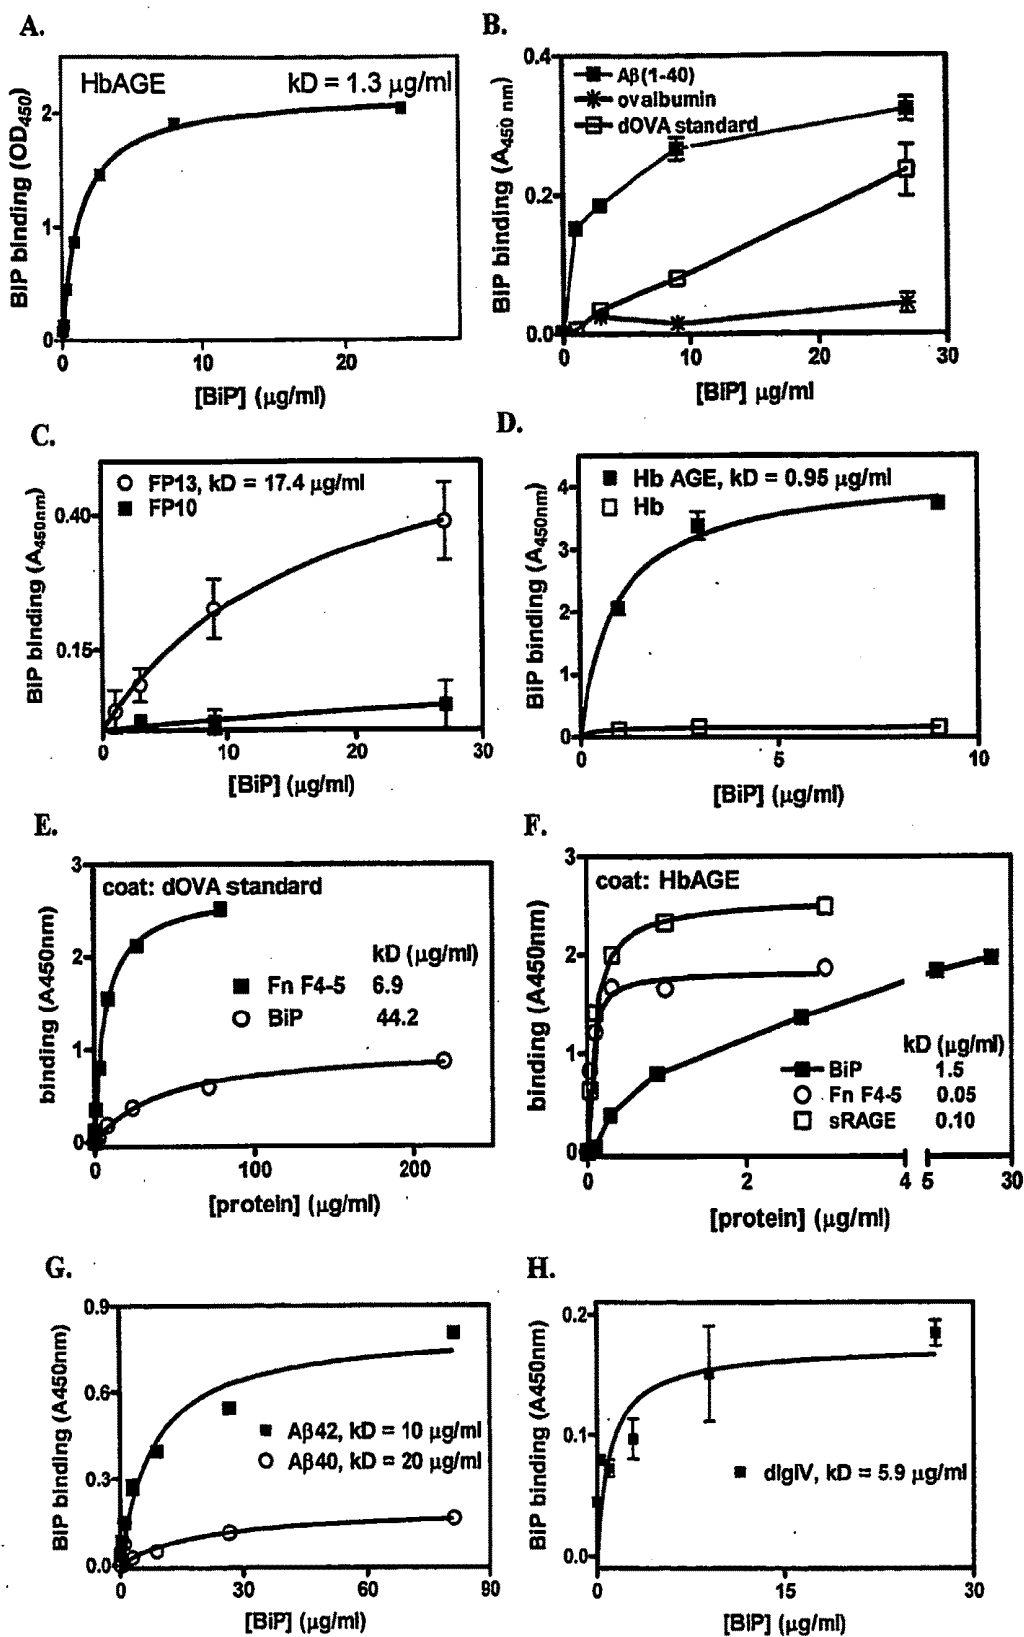 A.
HbAGE kD = 1.3 µg/ml
BiP binding (OD450)
2
1
0
0 10 20
[BiP] (µg/ml)
B.
Aβ(1-40)
ovalbumin
dOVA standard
BiP binding (A450 nm)
0.4
0.2
0.0
0 10 20 30
[BiP] µg/ml
C.
FP13, kD = 17.4 µg/ml
FP10
BiP binding (A450nm)
0.40
0.15
0 10 20 30
[BiP] (µg/ml)
D.
Hb AGE, kD = 0.95 µg/ml
Hb
BiP binding (A450nm)
4
3
2
1
0
0 5 10
[BiP] (µg/ml)
E.
coat: dOVA standard
kD (µg/ml)
Fn F4-5 6.9
BiP 44.2
binding (A450nm)
3
2
1
0
0 100 200
[protein] (µg/ml)
F.
coat: HbAGE
kD (µg/ml)
BiP 1.5
Fn F4-5 0.05
sRAGE 0.10
binding (A450nm)
3
2
1
0
0 2 4 5 30
[protein] (µg/ml)
G.
Aβ42, kD = 10 µg/ml
Aβ40, kD = 20 µg/ml
BiP binding (A450nm)
0.9
0.6
0.3
0.0
0 30 60 90
[BiP] (µg/ml)
H.
dIgIV, kD = 5.9 µg/ml
BiP binding (A450nm)
0.2
0.1
0.0
0 15 30
[BiP] (µg/ml)